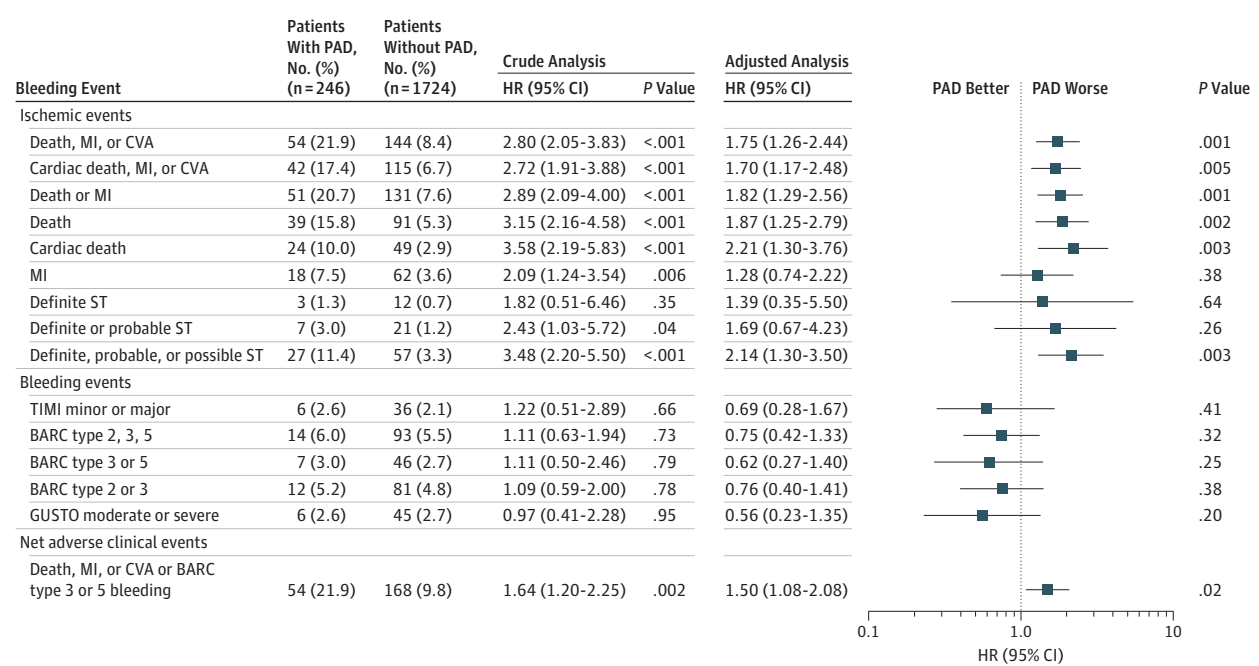 Patients With PAD, No. (%) (n=246) Patients Without PAD, No. (%) (n=1724) Crude Analysis Adjusted Analysis
Bleeding Event HR (95% CI) P Value HR (95% CI) PAD Better PAD Worse P Value
Ischemic events
Death, MI, or CVA 54 (21.9) 144 (8.4) 2.80 (2.05-3.83) <.001 1.75 (1.26-2.44) .001
Cardiac death, MI, or CVA 42 (17.4) 115 (6.7) 2.72 (1.91-3.88) <.001 1.70 (1.17-2.48) .005
Death or MI 51 (20.7) 131 (7.6) 2.89 (2.09-4.00) <.001 1.82 (1.29-2.56) .001
Death 39 (15.8) 91 (5.3) 3.15 (2.16-4.58) <.001 1.87 (1.25-2.79) .002
Cardiac death 24 (10.0) 49 (2.9) 3.58 (2.19-5.83) <.001 2.21 (1.30-3.76) .003
MI 18 (7.5) 62 (3.6) 2.09 (1.24-3.54) .006 1.28 (0.74-2.22) .38
Definite ST 3 (1.3) 12 (0.7) 1.82 (0.51-6.46) .35 1.39 (0.35-5.50) .64
Definite or probable ST 7 (3.0) 21 (1.2) 2.43 (1.03-5.72) .04 1.69 (0.67-4.23) .26
Definite, probable, or possible ST 27 (11.4) 57 (3.3) 3.48 (2.20-5.50) <.001 2.14 (1.30-3.50) .003
Bleeding events
TIMI minor or major 6 (2.6) 36 (2.1) 1.22 (0.51-2.89) .66 0.69 (0.28-1.67) .41
BARC type 2, 3, 5 14 (6.0) 93 (5.5) 1.11 (0.63-1.94) .73 0.75 (0.42-1.33) .32
BARC type 3 or 5 7 (3.0) 46 (2.7) 1.11 (0.50-2.46) .79 0.62 (0.27-1.40) .25
BARC type 2 or 3 12 (5.2) 81 (4.8) 1.09 (0.59-2.00) .78 0.76 (0.40-1.41) .38
GUSTO moderate or severe 6 (2.6) 45 (2.7) 0.97 (0.41-2.28) .95 0.56 (0.23-1.35) .20
Net adverse clinical events
Death, MI, or CVA or BARC
type 3 or 5 bleeding 54 (21.9) 168 (9.8) 1.64 (1.20-2.25) .002 1.50 (1.08-2.08) .02
0.1 1.0 10
HR (95% CI)